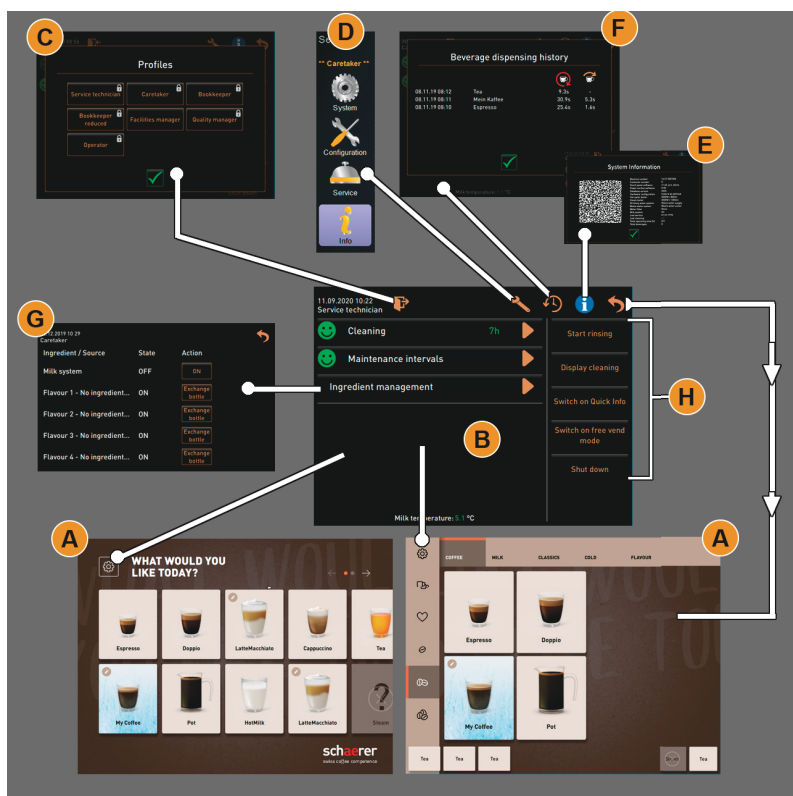 C
Profiles
Service technician
Caretaker
Bookkeeper
Bookkeeper reduced
Facilities manager
Quality manager
Operator
D
** Caretaker **
System
Configuration
Service
Info
F
Beverage dispensing history
08.11.19 08:12 Tea 9.3s -
08.11.19 08:11 Mein Kaffee 30.9s 5.3s
08.11.19 08:10 Espresso 25.4s 1.6s
E
System Information
G
Caretaker
Ingredient / Source State Action
Milk system OFF ON
Flavour 1 - No ingredient... ON Exchange bottle
Flavour 2 - No ingredient... ON Exchange bottle
Flavour 3 - No ingredient... ON Exchange bottle
Flavour 4 - No ingredient... ON Exchange bottle
11.09.2020 10:22
Service technician
Cleaning 7h
Maintenance intervals
Ingredient management
B
Milk temperature: 5.1 °C
Start rinsing
Display cleaning
Switch on Quick Info
Switch on free vend mode
Shut down
H
A
WHAT WOULD YOU
LIKE TODAY?
Espresso Doppio LatteMacchiato Cappuccino Tea
My Coffee Pot HotMilk LatteMacchiato Steam
schaerer
swiss coffee competence
A
COFFEE MILK CLASSICS COLD FLAVOUR
Espresso Doppio
My Coffee Pot
Tea Tea Tea Tea